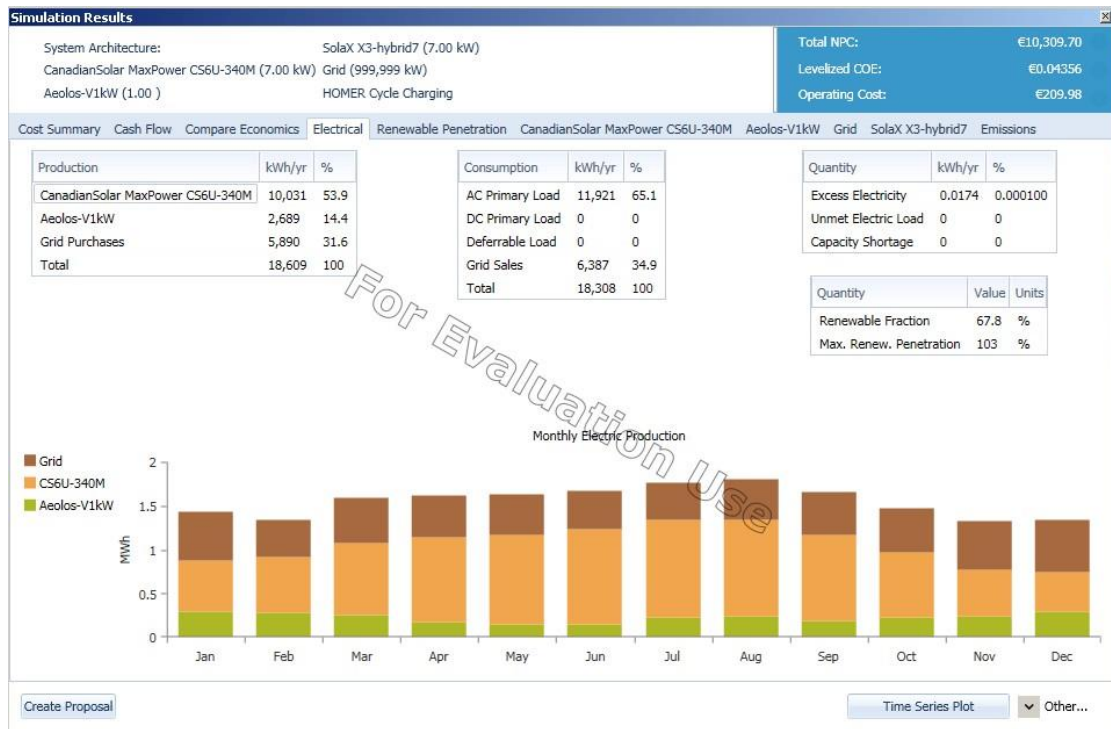 Simulation Results
System Architecture:
CanadianSolar MaxPower CS6U-340M (7.00 kW)
Aeolos-V1kW (1.00 )
SolaX X3-hybrid7 (7.00 kW)
Grid (999,999 kW)
HOMER Cycle Charging
Total NPC: €10,309.70
Levelized COE: €0.04356
Operating Cost: €209.98
Cost Summary Cash Flow Compare Economics Electrical Renewable Penetration CanadianSolar MaxPower CS6U-340M Aeolos-V1kW Grid SolaX X3-hybrid7 Emissions
Production kWh/yr %
CanadianSolar MaxPower CS6U-340M 10,031 53.9
Aeolos-V1kW 2,689 14.4
Grid Purchases 5,890 31.6
Total 18,609 100
Consumption kWh/yr %
AC Primary Load 11,921 65.1
DC Primary Load 0 0
Deferrable Load 0 0
Grid Sales 6,387 34.9
Total 18,308 100
Quantity kWh/yr %
Excess Electricity 0.0174 0.000100
Unmet Electric Load 0 0
Capacity Shortage 0 0
Quantity Value Units
Renewable Fraction 67.8 %
Max. Renew. Penetration 103 %
For Evaluation Use
Monthly Electric Production
Grid
CS6U-340M
Aeolos-V1kW
MWh
2
1.5
1
0.5
0
Jan Feb Mar Apr May Jun Jul Aug Sep Oct Nov Dec
Create Proposal
Time Series Plot
Other...